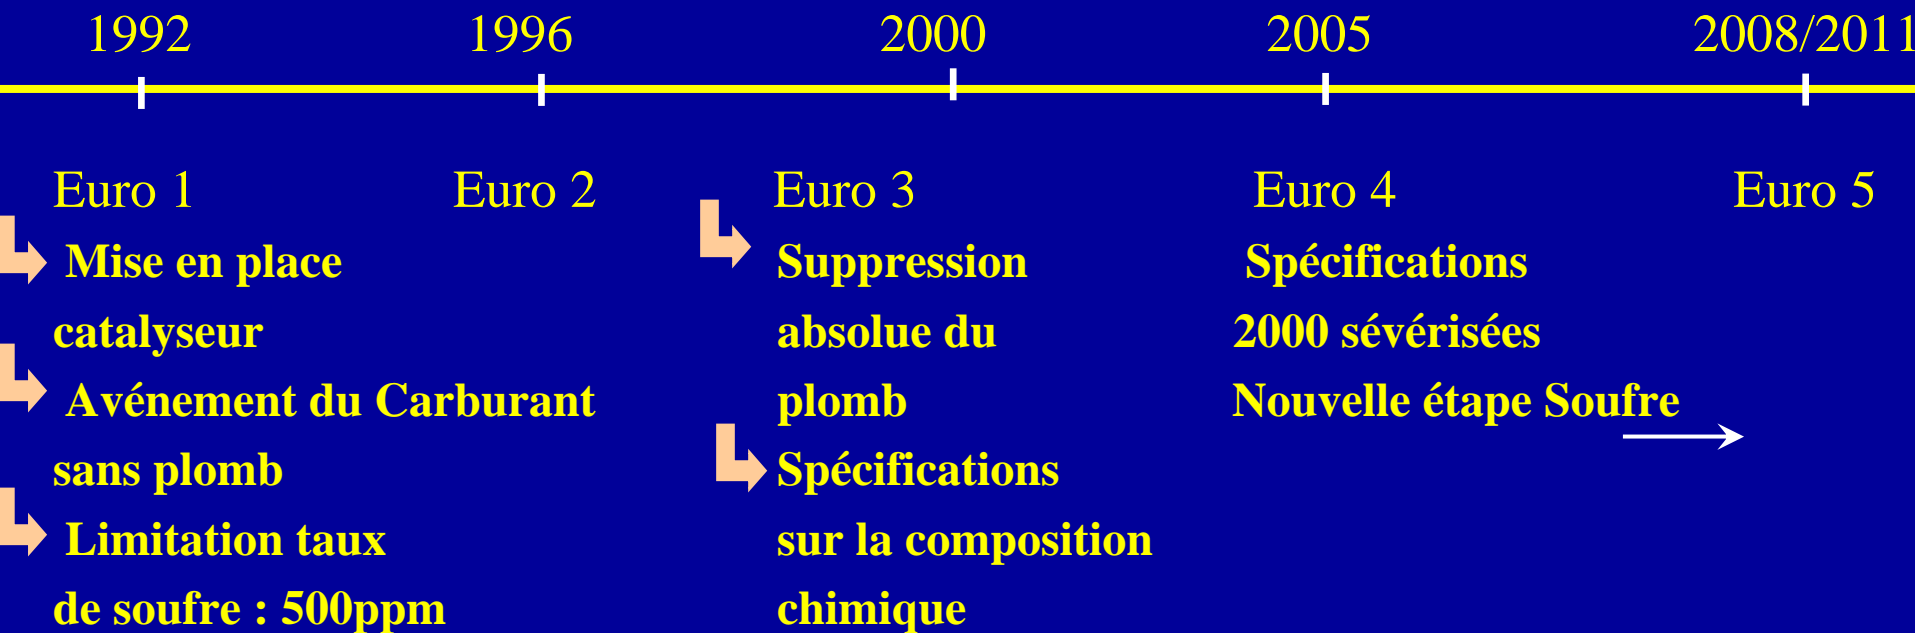 1992 1996 2000 2005 2008/2011
Euro 1 Euro 2 Euro 3 Euro 4 Euro 5
Mise en place
catalyseur
Avénement du Carburant
sans plomb
Limitation taux
de soufre : 500ppm
Suppression
absolue du
plomb
Spécifications
sur la composition
chimique
Spécifications
2000 sévérisées
Nouvelle étape Soufre